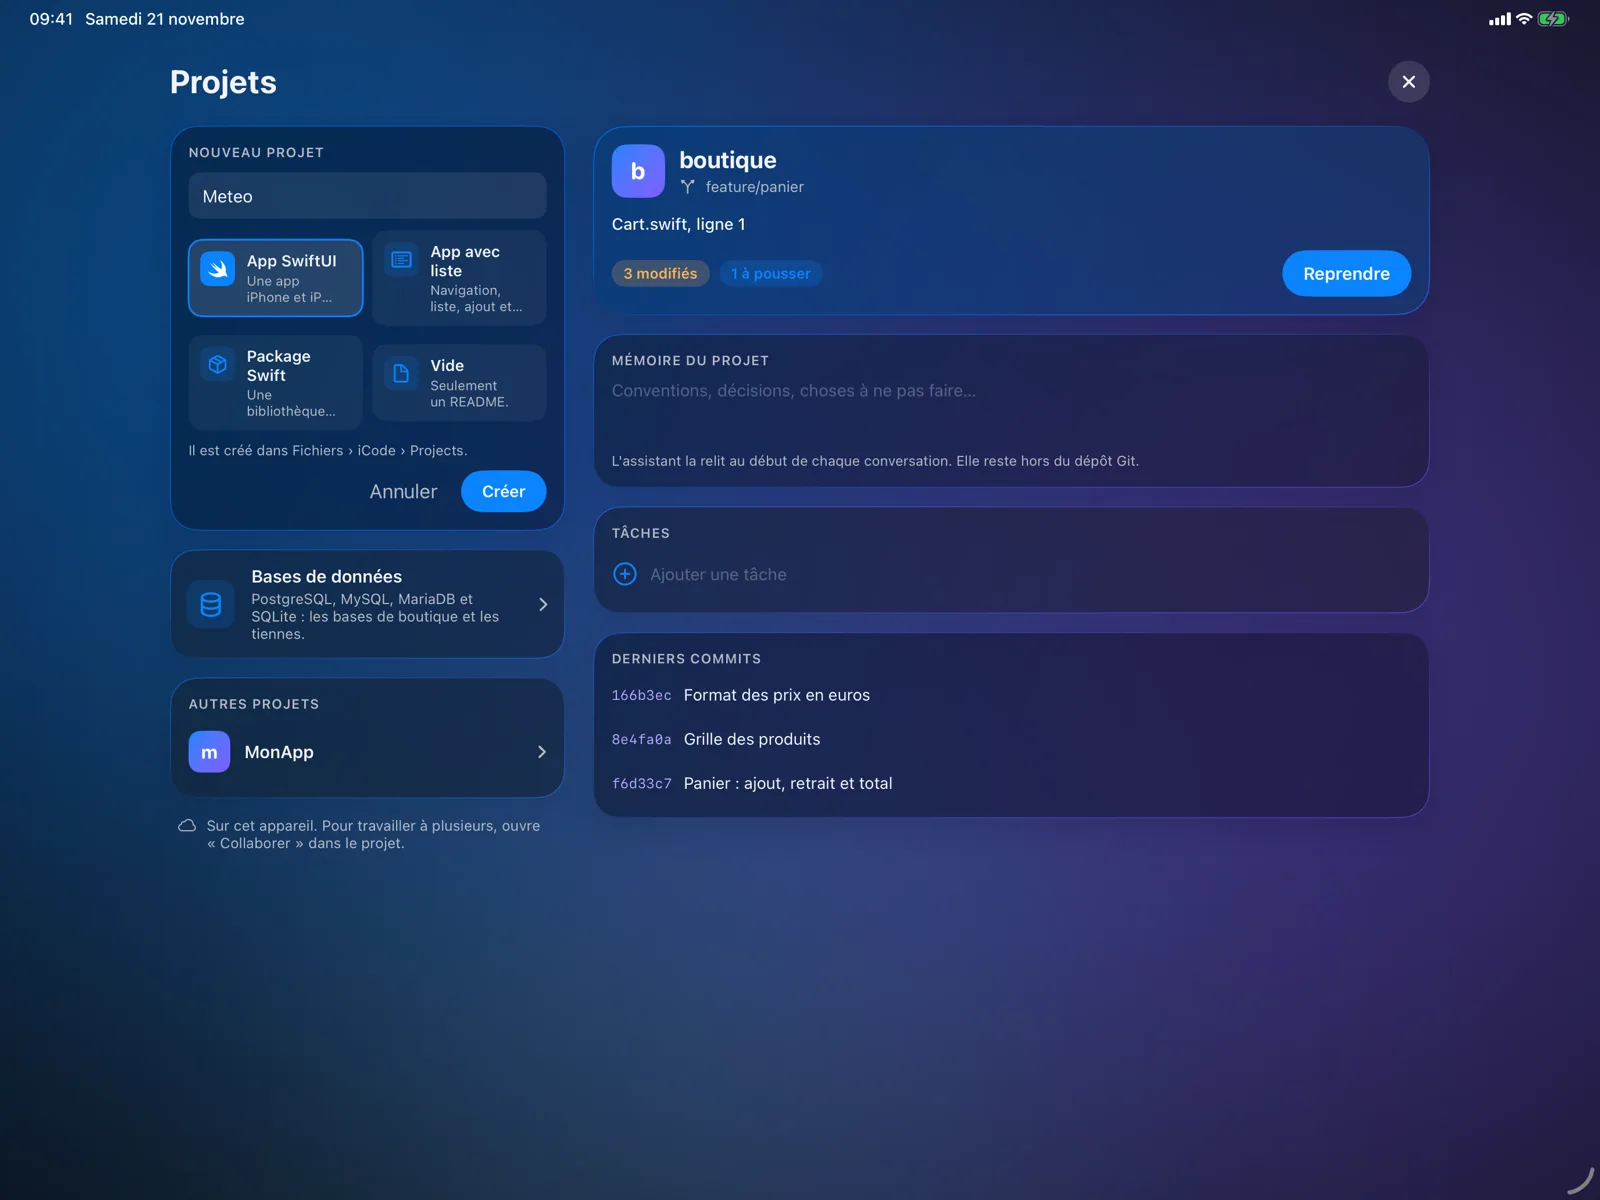 09:41 Samedi 21 novembre
Projets
NOUVEAU PROJET
Meteo
App SwiftUI
Une app
iPhone et iP...
App avec
liste
Navigation,
liste, ajout et...
Package
Swift
Une
bibliothèque...
Vide
Seulement
un README.
Il est créé dans Fichiers › iCode › Projects.
Annuler
Créer
Bases de données
PostgreSQL, MySQL, MariaDB et
SQLite : les bases de boutique et les
tiennes.
AUTRES PROJETS
m
MonApp
Sur cet appareil. Pour travailler à plusieurs, ouvre
« Collaborer » dans le projet.
b
boutique
feature/panier
Cart.swift, ligne 1
3 modifiés
1 à pousser
Reprendre
MÉMOIRE DU PROJET
Conventions, décisions, choses à ne pas faire...
L'assistant la relit au début de chaque conversation. Elle reste hors du dépôt Git.
TÂCHES
Ajouter une tâche
DERNIERS COMMITS
166b3ec Format des prix en euros
8e4fa0a Grille des produits
f6d33c7 Panier : ajout, retrait et total